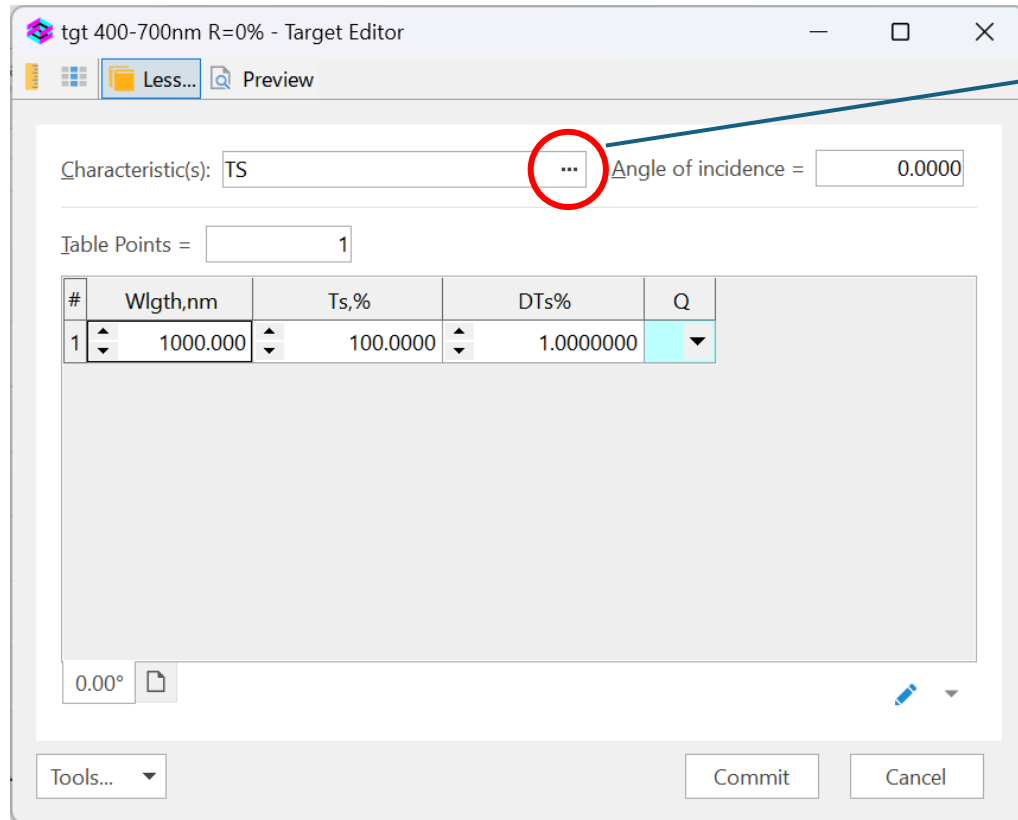 tgt 400-700nm R=0% - Target Editor
Less... Preview
Characteristic(s): TS ... Angle of incidence = 0.0000
Table Points = 1
# Wlgth,nm Ts,% DTs% Q
1 1000.000 100.0000 1.0000000
0.00°
Tools... Commit Cancel